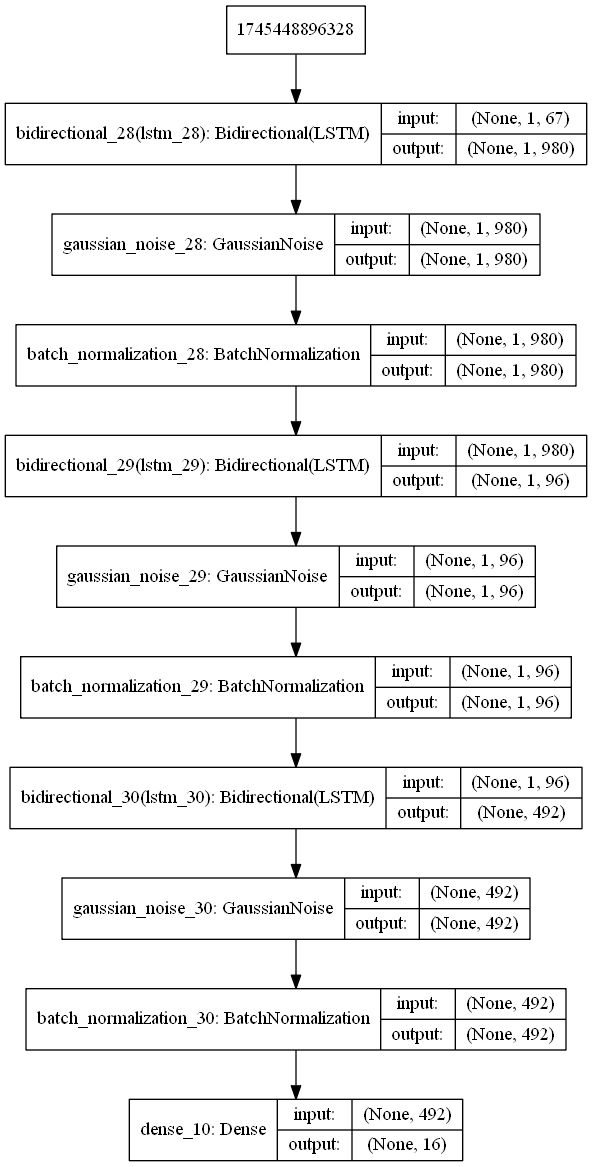 1745448896328
bidirectional_28(lstm_28): Bidirectional(LSTM)
input: (None, 1, 67)
output: (None, 1, 980)
gaussian_noise_28: GaussianNoise
input: (None, 1, 980)
output: (None, 1, 980)
batch_normalization_28: BatchNormalization
input: (None, 1, 980)
output: (None, 1, 980)
bidirectional_29(lstm_29): Bidirectional(LSTM)
input: (None, 1, 980)
output: (None, 1, 96)
gaussian_noise_29: GaussianNoise
input: (None, 1, 96)
output: (None, 1, 96)
batch_normalization_29: BatchNormalization
input: (None, 1, 96)
output: (None, 1, 96)
bidirectional_30(lstm_30): Bidirectional(LSTM)
input: (None, 1, 96)
output: (None, 492)
gaussian_noise_30: GaussianNoise
input: (None, 492)
output: (None, 492)
batch_normalization_30: BatchNormalization
input: (None, 492)
output: (None, 492)
dense_10: Dense
input: (None, 492)
output: (None, 16)